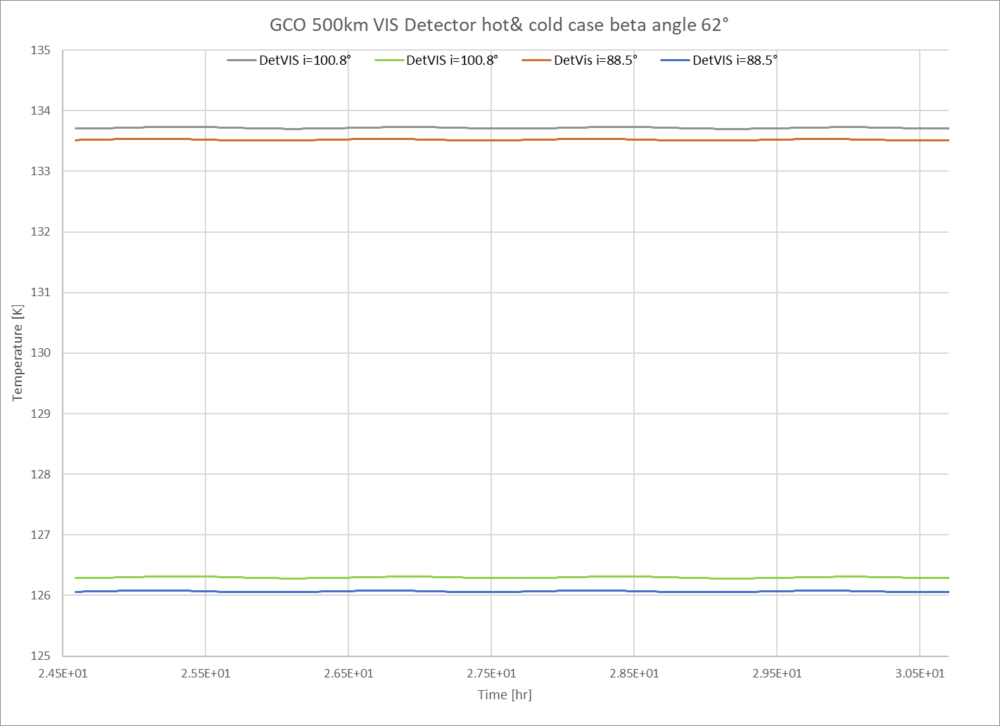 GCO 500km VIS Detector hot& cold case beta angle 62°
DetVIS i=100.8° DetVIS i=100.8° DetVis i=88.5° DetVIS i=88.5°
135
134
133
132
131
130
129
128
127
126
125
Temperature [K]
2.45E+01 2.55E+01 2.65E+01 2.75E+01 2.85E+01 2.95E+01 3.05E+01
Time [hr]